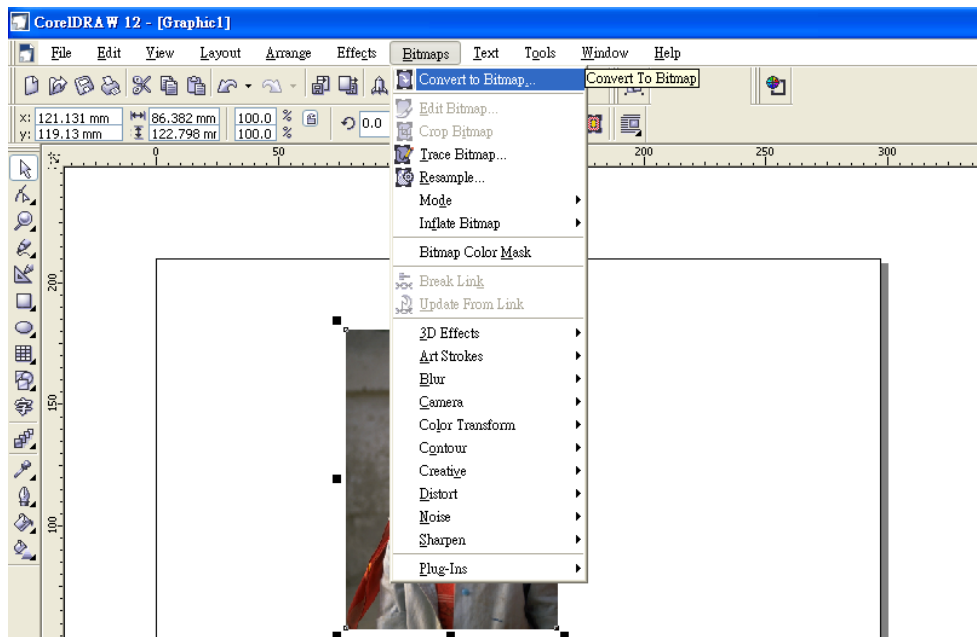 CorelDRAW 12 - [Graphic1]
File Edit View Layout Arrange Effects Bitmaps Text Tools Window Help
Convert to Bitmap... Convert To Bitmap
x: 121.131 mm 86.382 mm 100.0 %
y: 119.13 mm 122.798 mr 100.0 % 0.0
Edit Bitmap...
Crop Bitmap
Trace Bitmap...
Resample...
Mode
Inflate Bitmap
Bitmap Color Mask
Break Link
Update From Link
3D Effects
Art Strokes
Blur
Camera
Color Transform
Contour
Creative
Distort
Noise
Sharpen
Plug-Ins
0 50 200 250 300
200
150
100
字